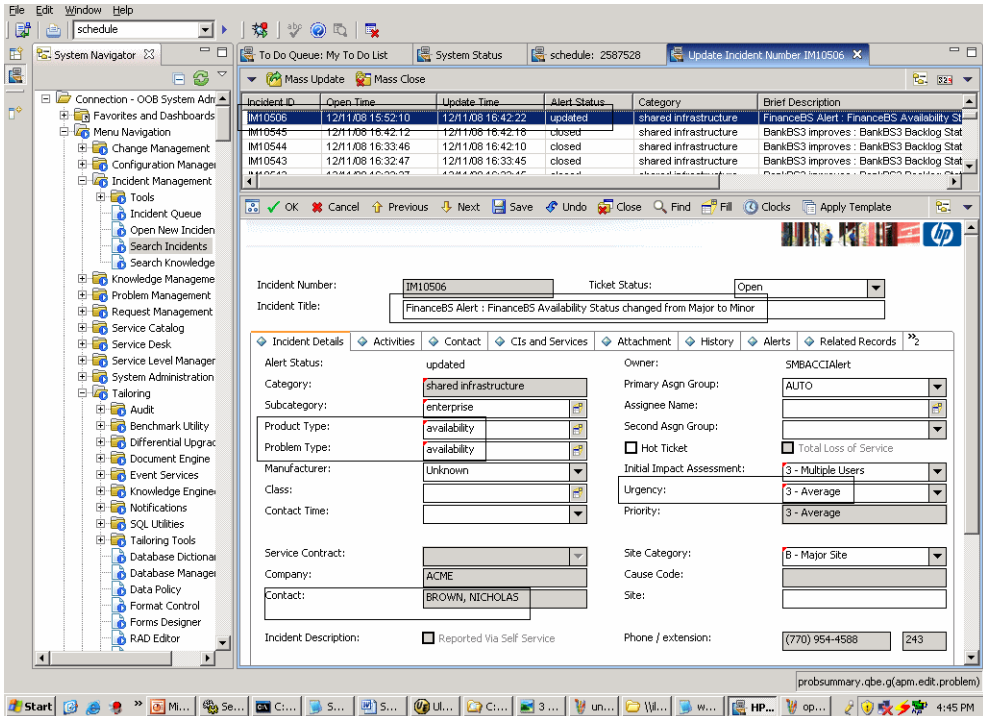 File Edit Window Help
schedule
System Navigator
Connection - OOB System Adm
Favorites and Dashboards
Menu Navigation
Change Management
Configuration Manager
Incident Management
Tools
Incident Queue
Open New Inciden
Search Incidents
Search Knowledge
Knowledge Manageme
Problem Management
Request Management
Service Catalog
Service Desk
Service Level Manager
System Administration
Tailoring
Audit
Benchmark Utility
Differential Upgrad
Document Engine
Event Services
Knowledge Engine
Notifications
SQL Utilities
Tailoring Tools
Database Dictionar
Database Manager
Data Policy
Format Control
Forms Designer
RAD Editor
To Do Queue: My To Do List System Status schedule: 2587528 Update Incident Number IM10506
Mass Update Mass Close
Incident ID Open Time Update Time Alert Status Category Brief Description
IM10506 12/11/08 15:52:10 12/11/08 16:42:22 updated shared infrastructure FinanceBS Alert : FinanceBS Availability St
IM10545 12/11/08 16:42:12 12/11/08 16:42:18 closed shared infrastructure BankBS3 improves : BankBS3 Backlog Stat
IM10544 12/11/08 16:33:46 12/11/08 16:42:10 closed shared infrastructure BankBS3 improves : BankBS3 Backlog Stat
IM10543 12/11/08 16:32:47 12/11/08 16:33:45 closed shared infrastructure BankBS3 improves : BankBS3 Backlog Stat
OK Cancel Previous Next Save Undo Close Find Fill Clocks Apply Template
hp
Incident Number: IM10506 Ticket Status: Open
Incident Title: FinanceBS Alert : FinanceBS Availability Status changed from Major to Minor
Incident Details Activities Contact CIs and Services Attachment History Alerts Related Records »2
Alert Status: updated Owner: SMBACCIAlert
Category: shared infrastructure Primary Asgn Group: AUTO
Subcategory: enterprise Assignee Name:
Product Type: availability Second Asgn Group:
Problem Type: availability Hot Ticket Total Loss of Service
Manufacturer: Unknown Initial Impact Assessment: 3 - Multiple Users
Class: Urgency: 3 - Average
Contact Time: Priority: 3 - Average
Service Contract: Site Category: B - Major Site
Company: ACME Cause Code:
Contact: BROWN, NICHOLAS Site:
Incident Description: Reported Via Self Service Phone / extension: (770) 954-4588 243
probsummary.qbe.g(apm.edit.problem)
Start » Mi... Se... C:... S... S... Ul... C:... 3 ... un... \\il... w... HP... op... 4:45 PM